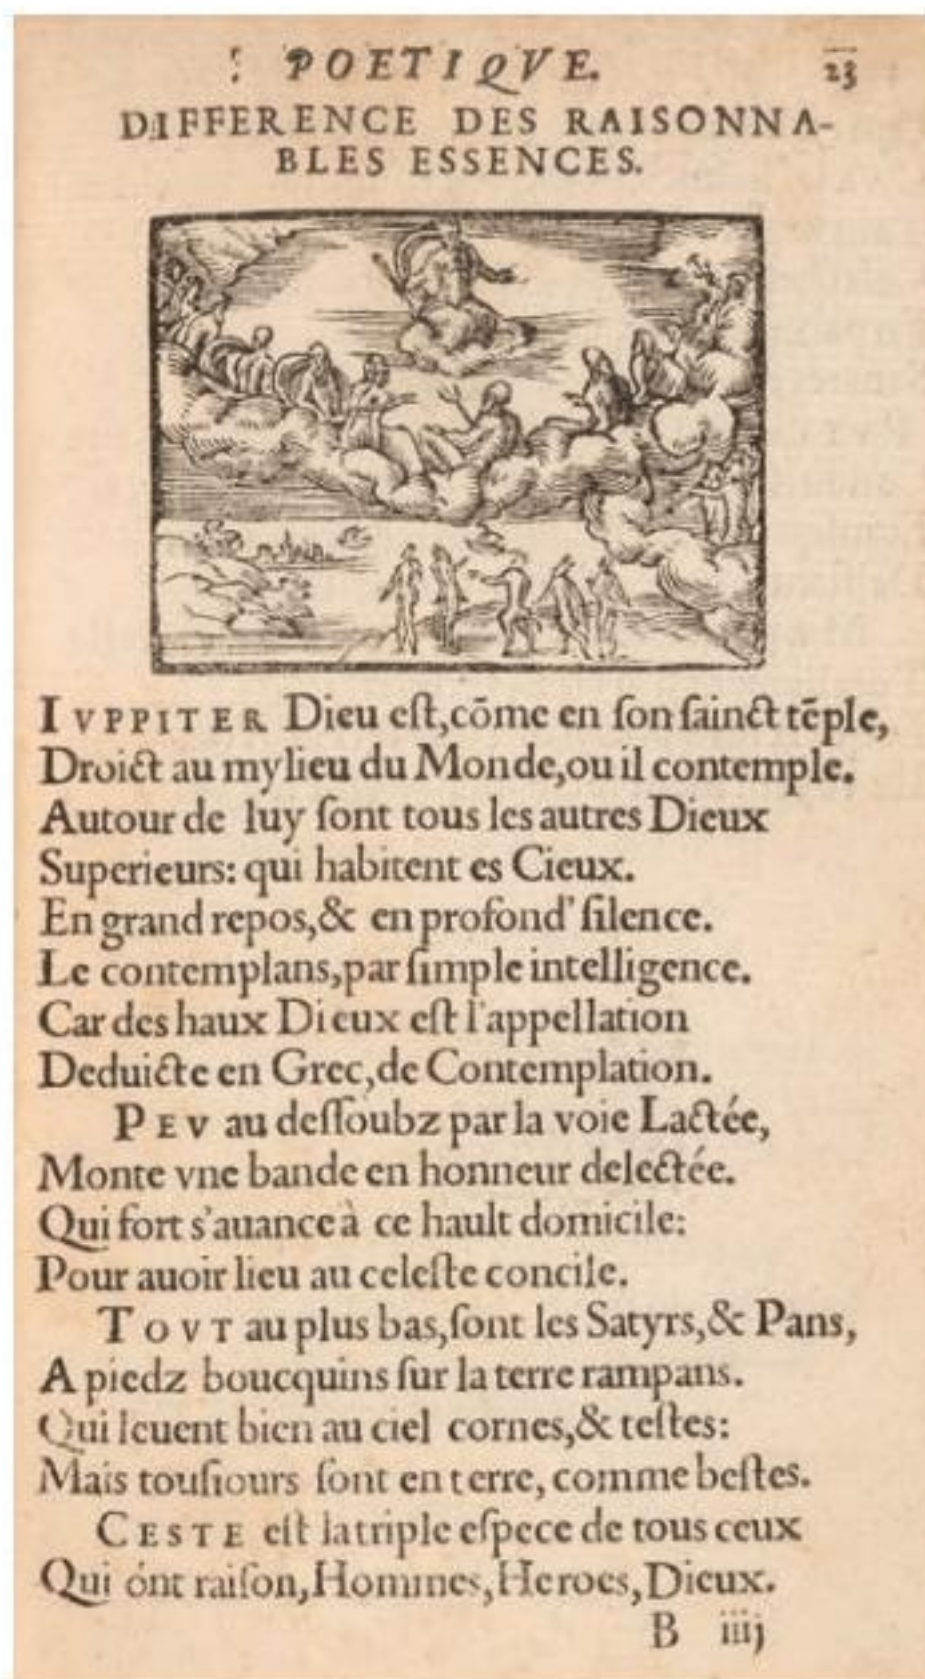 POETIQVE. 23
DIFFERENCE DES RAISONNA-
BLES ESSENCES.
IVPPITER Dieu eſt,cōme en ſon ſainct tēple,
Droict au mylieu du Monde,ou il contemple.
Autour de luy ſont tous les autres Dieux
Superieurs: qui habitent es Cieux.
En grand repos,& en profond' ſilence.
Le contemplans,par ſimple intelligence.
Car des haux Dieux eſt l'appellation
Deduicte en Grec,de Contemplation.
PEV au deſſoubz par la voie Lactée,
Monte vne bande en honneur delectée.
Qui fort s'auance à ce hault domicile:
Pour auoir lieu au celeſte concile.
TOVT au plus bas,ſont les Satyrs,& Pans,
A piedz boucquins ſur la terre rampans.
Qui leuent bien au ciel cornes,& teſtes:
Mais touſiours ſont en terre, comme beſtes.
CESTE eſt la triple eſpece de tous ceux
Qui ónt raiſon,Hommes,Heroes,Dieux.
B iiij